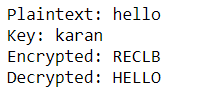 Plaintext: hello
Key: karan
Encrypted: RECLB
Decrypted: HELLO